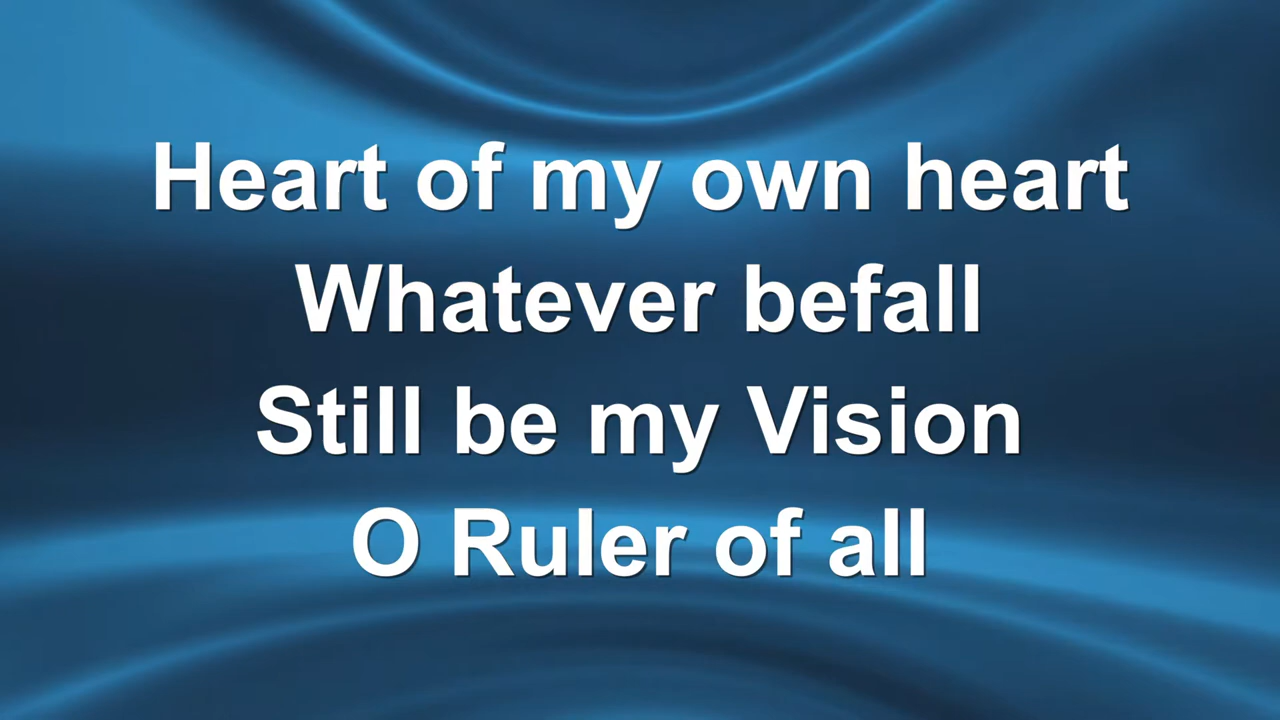 Heart of my own heart
Whatever befall
Still be my Vision
O Ruler of all